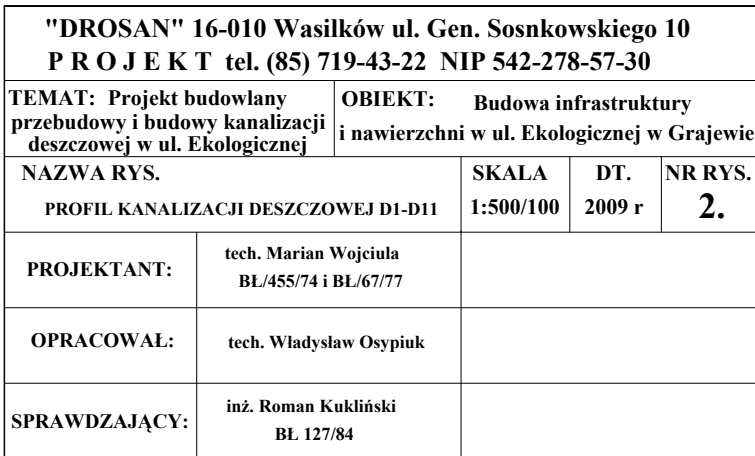 "DROSAN" 16-010 Wasilków ul. Gen. Sosnkowskiego 10
P R O J E K T tel. (85) 719-43-22 NIP 542-278-57-30
TEMAT: Projekt budowlany
przebudowy i budowy kanalizacji
deszczowej w ul. Ekologicznej
OBIEKT: Budowa infrastruktury
i nawierzchni w ul. Ekologicznej w Grajewie
NAZWA RYS.
PROFIL KANALIZACJI DESZCZOWEJ D1-D11
SKALA
1:500/100
DT.
2009 r
NR RYS.
2.
PROJEKTANT:
tech. Marian Wojciula
BŁ/455/74 i BŁ/67/77
OPRACOWAŁ:
tech. Władysław Osypiuk
SPRAWDZAJĄCY:
inż. Roman Kukliński
BŁ 127/84